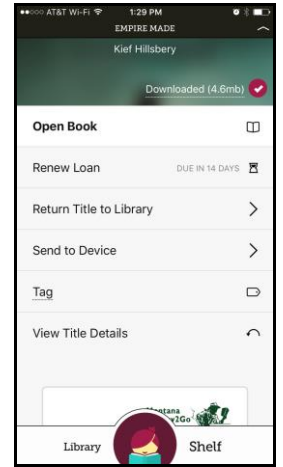 AT&T Wi-Fi 1:29 PM
EMPIRE MADE
Kief Hillsbery
Downloaded (4.6mb)
Open Book
Renew Loan DUE IN 14 DAYS
Return Title to Library
Send to Device
Tag
View Title Details
Library Shelf